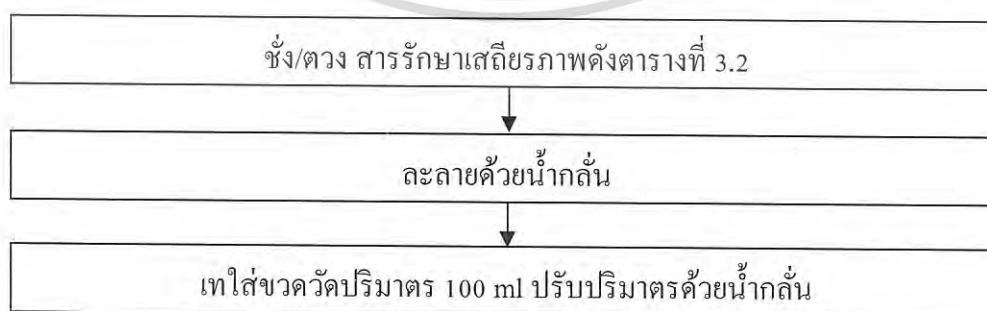 ชั่ง/ตวง สารรักษาเสถียรภาพดังตารางที่ 3.2
ละลายด้วยน้ำกลั่น
เทใส่ขวดวัดปริมาตร 100 ml ปรับปริมาตรด้วยน้ำกลั่น